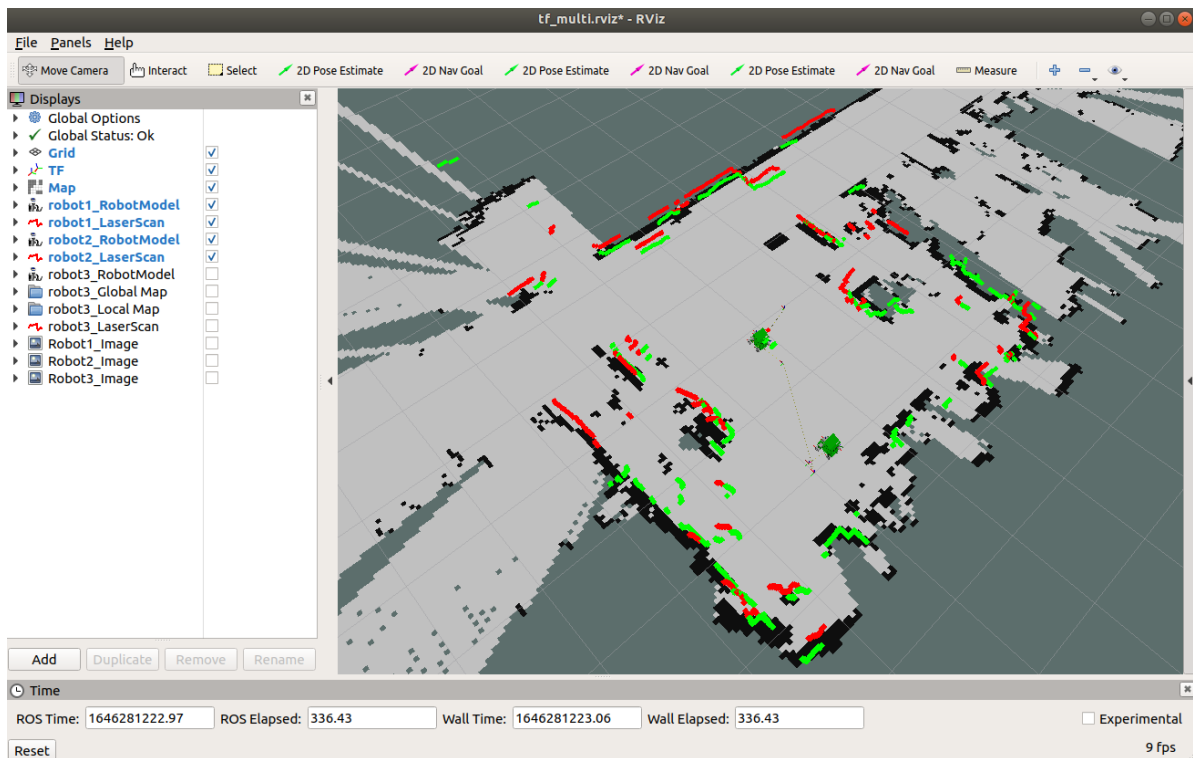 tf_multi.rviz* - RViz
File Panels Help
Move Camera Interact Select 2D Pose Estimate 2D Nav Goal 2D Pose Estimate 2D Nav Goal 2D Pose Estimate 2D Nav Goal Measure
Displays
Global Options
Global Status: Ok
Grid
TF
Map
robot1_RobotModel
robot1_LaserScan
robot2_RobotModel
robot2_LaserScan
robot3_RobotModel
robot3_Global Map
robot3_Local Map
robot3_LaserScan
Robot1_Image
Robot2_Image
Robot3_Image
Add Duplicate Remove Rename
Time
ROS Time: 1646281222.97 ROS Elapsed: 336.43 Wall Time: 1646281223.06 Wall Elapsed: 336.43 Experimental
Reset 9 fps